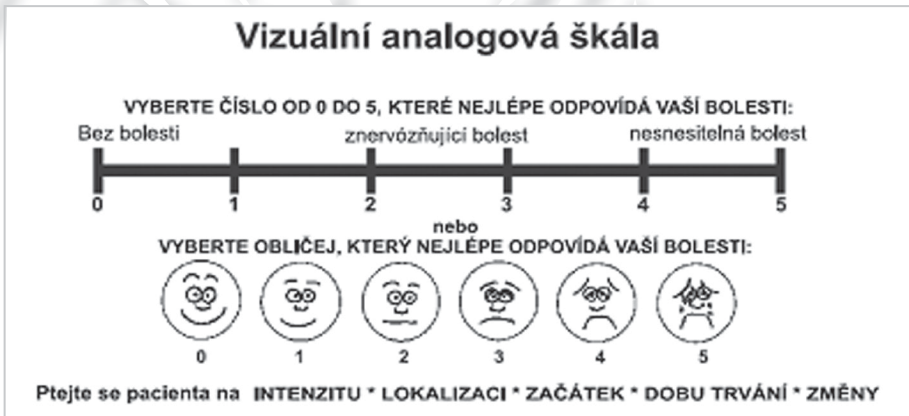 Vizuální analogová škála
VYBERTE ČÍSLO OD 0 DO 5, KTERÉ NEJLÉPE ODPOVÍDÁ VAŠÍ BOLESTI:
Bez bolesti znervózňující bolest nesnesitelná bolest
0 1 2 3 4 5
nebo
VYBERTE OBLIČEJ, KTERÝ NEJLÉPE ODPOVÍDÁ VAŠÍ BOLESTI:
0 1 2 3 4 5
Ptejte se pacienta na INTENZITU * LOKALIZACI * ZAČÁTEK * DOBU TRVÁNÍ * ZMĚNY